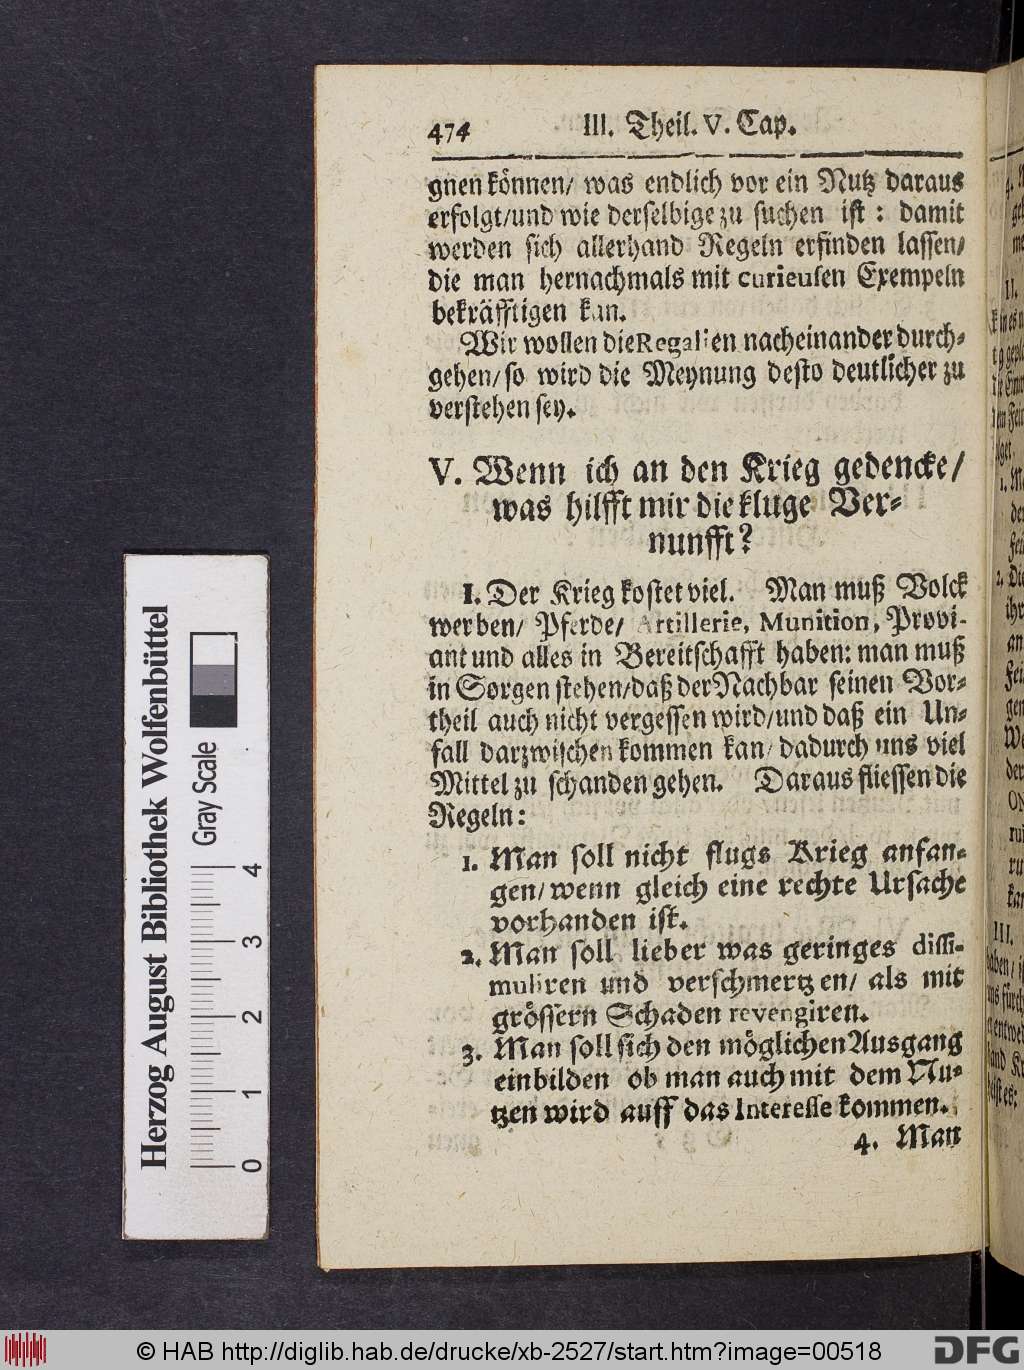 474 III. Theil. V. Cap.
gnen können/ was endlich vor ein Nutz daraus
erfolgt/und wie derselbige zu suchen ist : damit
werden sich allerhand Regeln erfinden lassen/
die man hernachmals mit curieusen Exempeln
bekräfftigen kan.
Wir wollen die Regalien nacheinander durch-
gehen/ so wird die Meynung desto deutlicher zu
verstehen sey.
V. Wenn ich an den Krieg gedencke/
was hilfft mir die kluge Ver-
nunfft?
I. Der Krieg kostet viel. Man muß Volck
werben/ Pferde/ Artillerie, Munition, Provi-
ant und alles in Bereitschafft haben: man muß
in Sorgen stehen/daß der Nachbar seinen Vor-
theil auch nicht vergessen wird/und daß ein Un-
fall darzwischen kommen kan/ dadurch uns viel
Mittel zu schanden gehen. Daraus fliessen die
Regeln:
1. Man soll nicht flugs Krieg anfan-
gen/ wenn gleich eine rechte Ursache
vorhanden ist.
2. Man soll lieber was geringes dissi-
muliren und verschmertzen/ als mit
grössern Schaden revengiren.
3. Man soll sich den möglichen Ausgang
einbilden ob man auch mit dem Nu-
tzen wird auff das Interesse kommen.
4. Man
Herzog August Bibliothek Wolfenbüttel
Gray Scale
0 1 2 3 4
© HAB http://diglib.hab.de/drucke/xb-2527/start.htm?image=00518
DFG